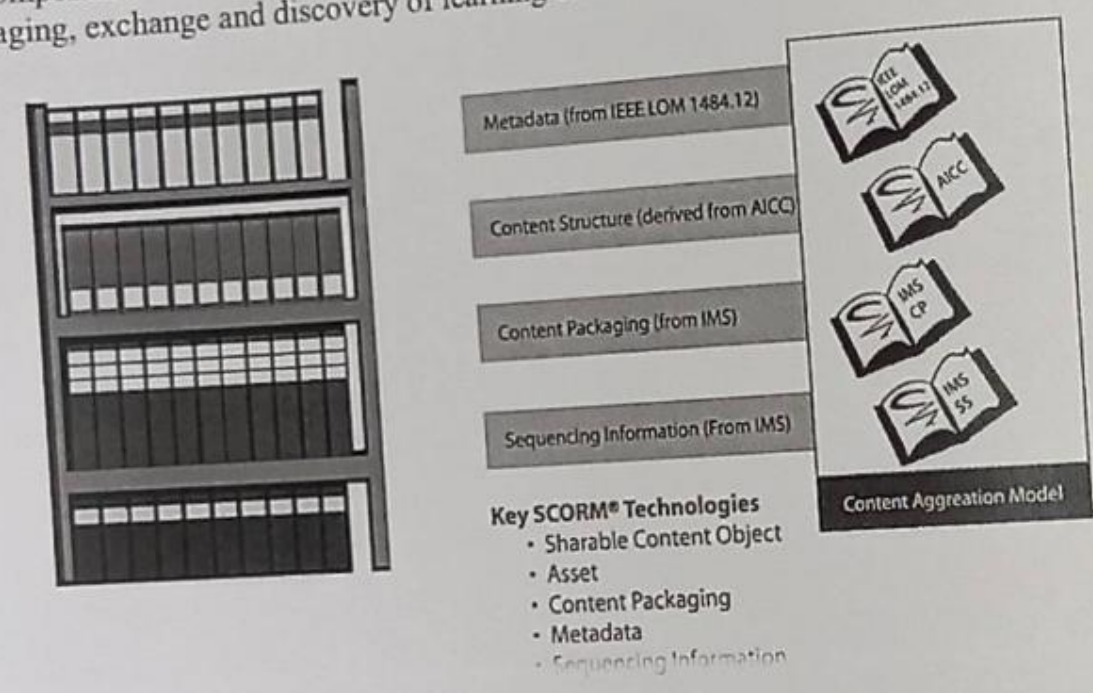 aging, exchange and discovery of
Metadata (from IEEE LOM 1484.12)
Content Structure (derived from AICC)
Content Packaging (from IMS)
Sequencing Information (From IMS)
IEEE
LOM
1484.12
AICC
IMS
CP
IMS
SS
Content Aggreation Model
Key SCORM® Technologies
• Sharable Content Object
• Asset
• Content Packaging
• Metadata
• Sequencing Information